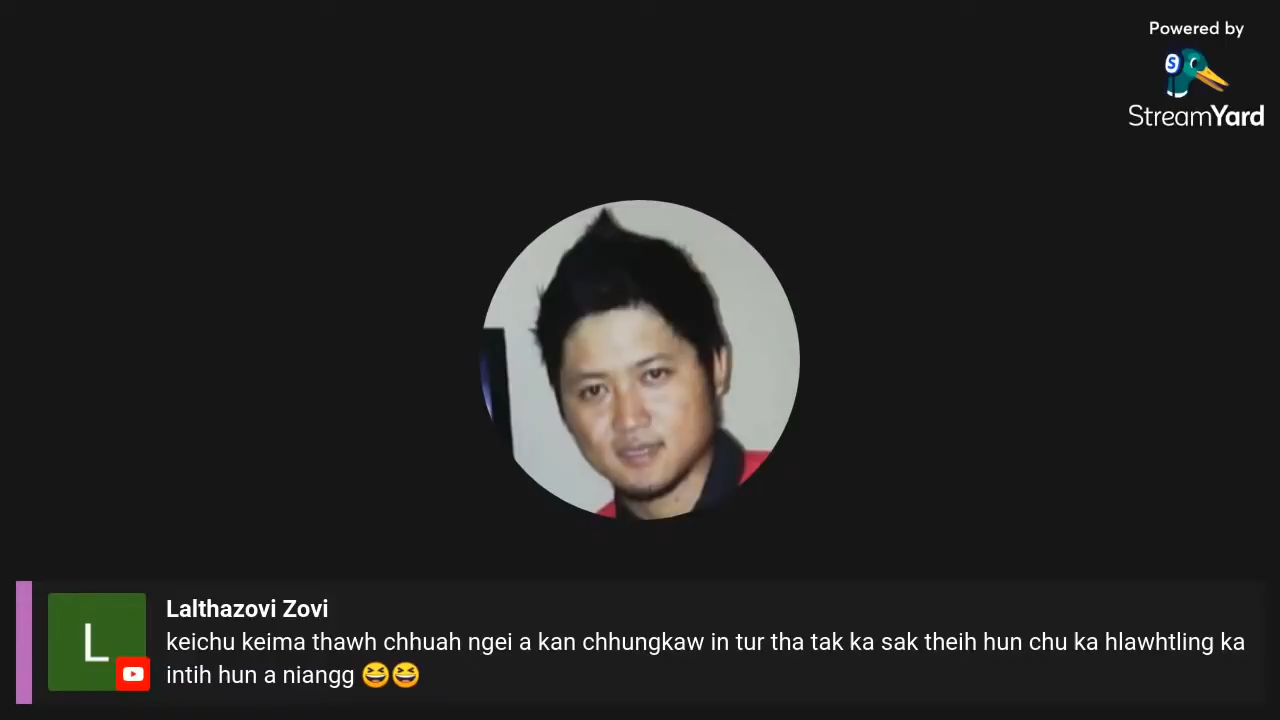 Powered by
S
StreamYard
L
Lalthazovi Zovi
keichu keima thawh chhuah ngei a kan chhungkaw in tur tha tak ka sak theih hun chu ka hlawhtling ka
intih hun a niangg 😆😆